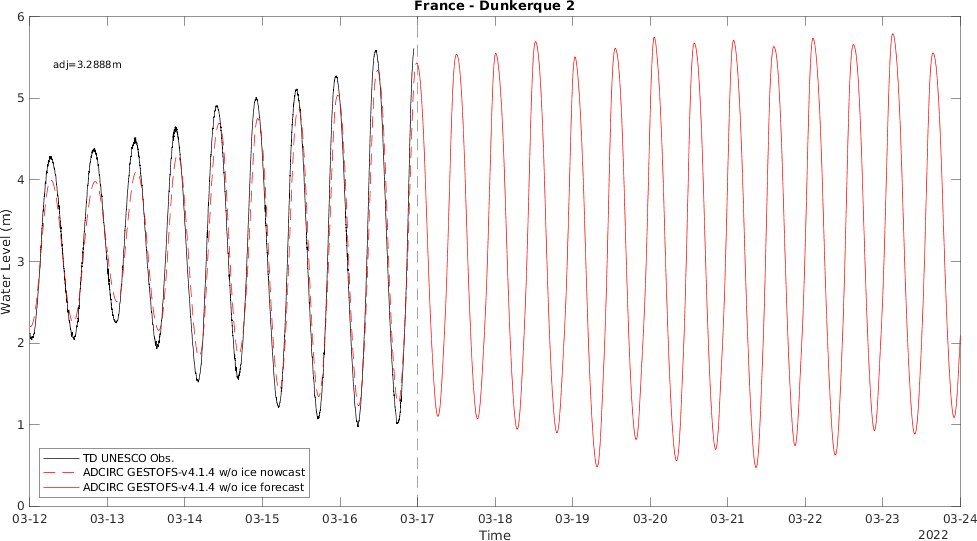 France - Dunkerque 2
6
adj=3.2888m
5
4
3
2
1
0
Water Level (m)
TD UNESCO Obs.
ADCIRC GESTOFS-v4.1.4 w/o ice nowcast
ADCIRC GESTOFS-v4.1.4 w/o ice forecast
03-12 03-13 03-14 03-15 03-16 03-17 03-18 03-19 03-20 03-21 03-22 03-23 03-24
Time
2022